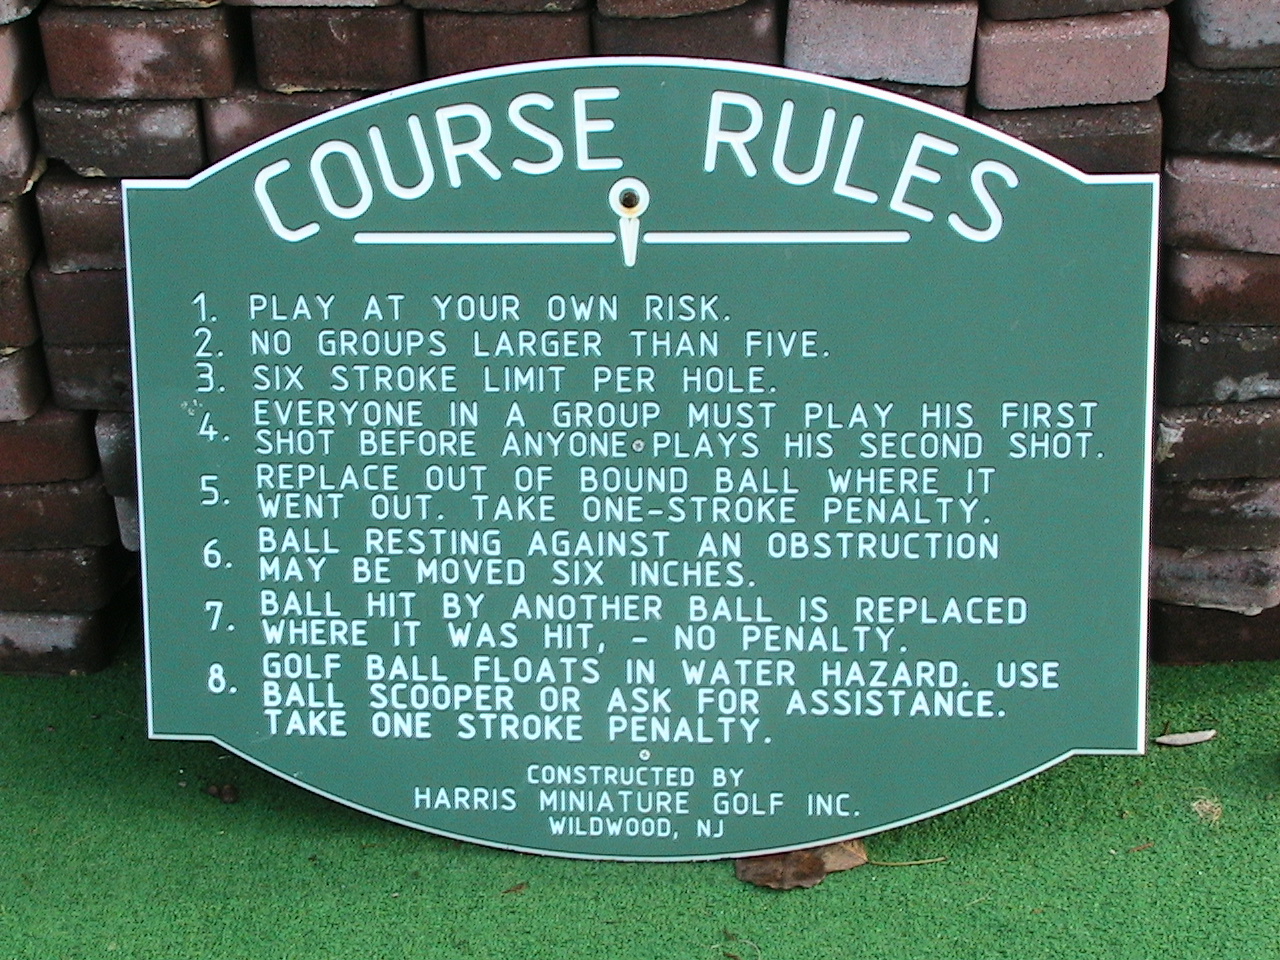 COURSE RULES
1. PLAY AT YOUR OWN RISK.
2. NO GROUPS LARGER THAN FIVE.
3. SIX STROKE LIMIT PER HOLE.
4. EVERYONE IN A GROUP MUST PLAY HIS FIRST
SHOT BEFORE ANYONE PLAYS HIS SECOND SHOT.
5. REPLACE OUT OF BOUND BALL WHERE IT
WENT OUT. TAKE ONE-STROKE PENALTY.
6. BALL RESTING AGAINST AN OBSTRUCTION
MAY BE MOVED SIX INCHES.
7. BALL HIT BY ANOTHER BALL IS REPLACED
WHERE IT WAS HIT, - NO PENALTY.
8. GOLF BALL FLOATS IN WATER HAZARD. USE
BALL SCOOPER OR ASK FOR ASSISTANCE.
TAKE ONE STROKE PENALTY.
CONSTRUCTED BY
HARRIS MINIATURE GOLF INC.
WILDWOOD, NJ